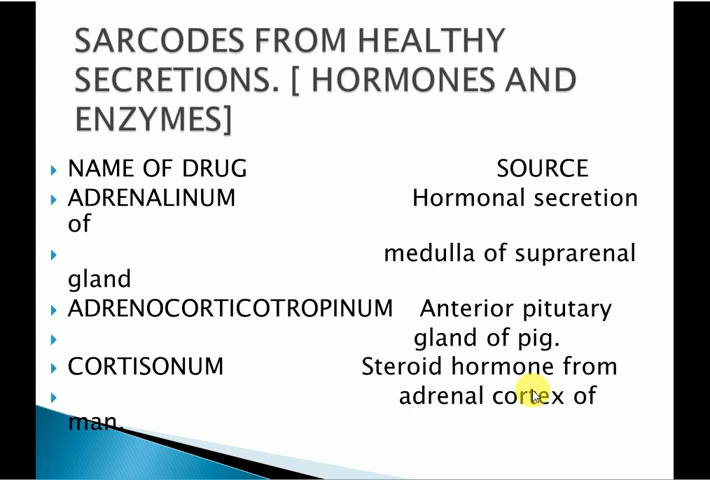 SARCODES FROM HEALTHY
SECRETIONS. [ HORMONES AND
ENZYMES]
NAME OF DRUG SOURCE
ADRENALINUM Hormonal secretion
of
medulla of suprarenal
gland
ADRENOCORTICOTROPINUM Anterior pitutary
gland of pig.
CORTISONUM Steroid hormone from
adrenal cortex of
man.